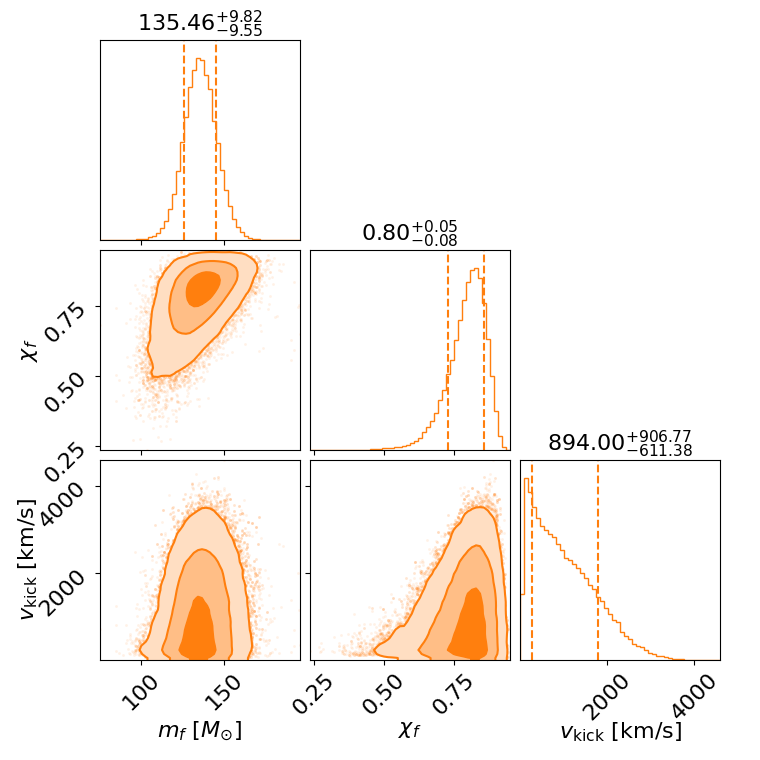 135.46^{+9.82}_{-9.55}
0.80^{+0.05}_{-0.08}
χ_f
0.75
0.50
0.25
894.00^{+906.77}_{-611.38}
v_kick [km/s]
4000
2000
100 150
0.25 0.50 0.75
2000 4000
m_f [M_⊙]
χ_f
v_kick [km/s]